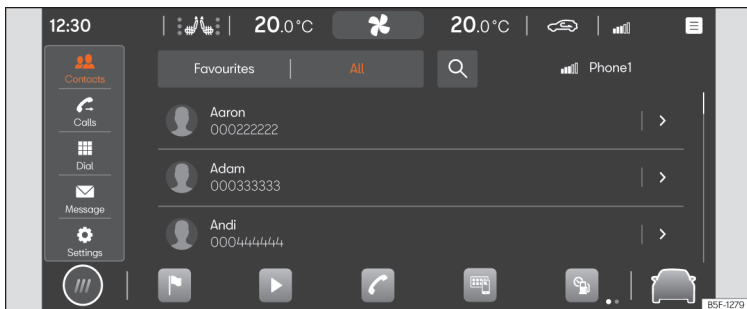 12:30
20.0°C
20.0°C
Contacts
Calls
Dial
Message
Settings
Favourites
All
Phone1
Aaron
000222222
Adam
000333333
Andi
000444444
B5F-1279